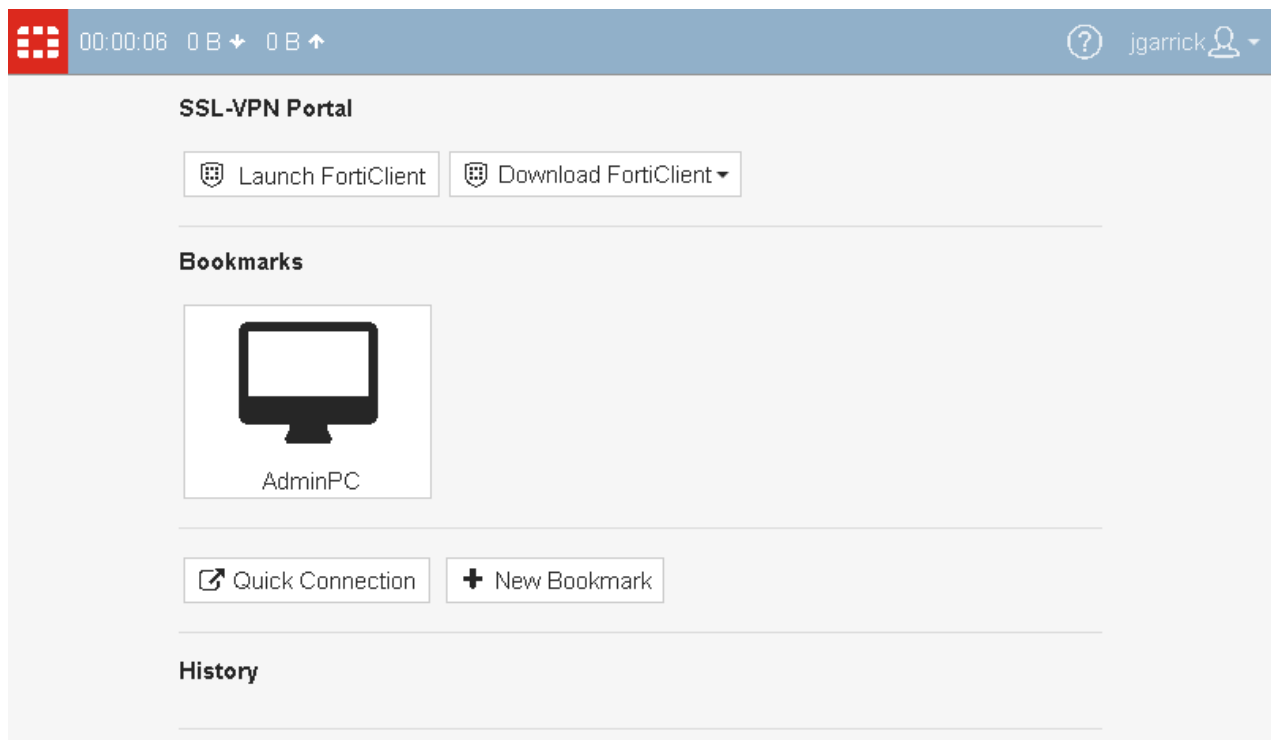 00:00:06 0 B 0 B jgarrick
SSL-VPN Portal
Launch FortiClient Download FortiClient
Bookmarks
AdminPC
Quick Connection New Bookmark
History